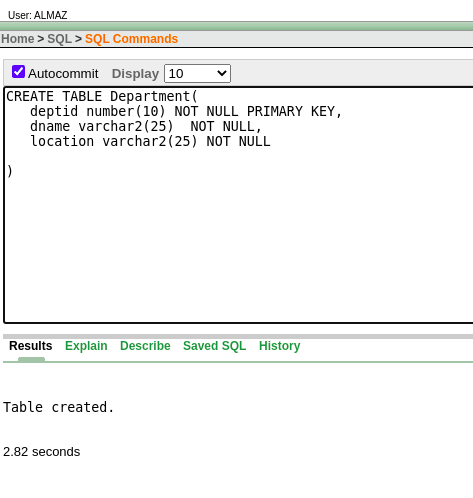 User: ALMAZ
Home > SQL > SQL Commands
Autocommit Display 10
CREATE TABLE Department(
   deptid number(10) NOT NULL PRIMARY KEY,
   dname varchar2(25)  NOT NULL,
   location varchar2(25) NOT NULL

)
Results Explain Describe Saved SQL History
Table created.
2.82 seconds